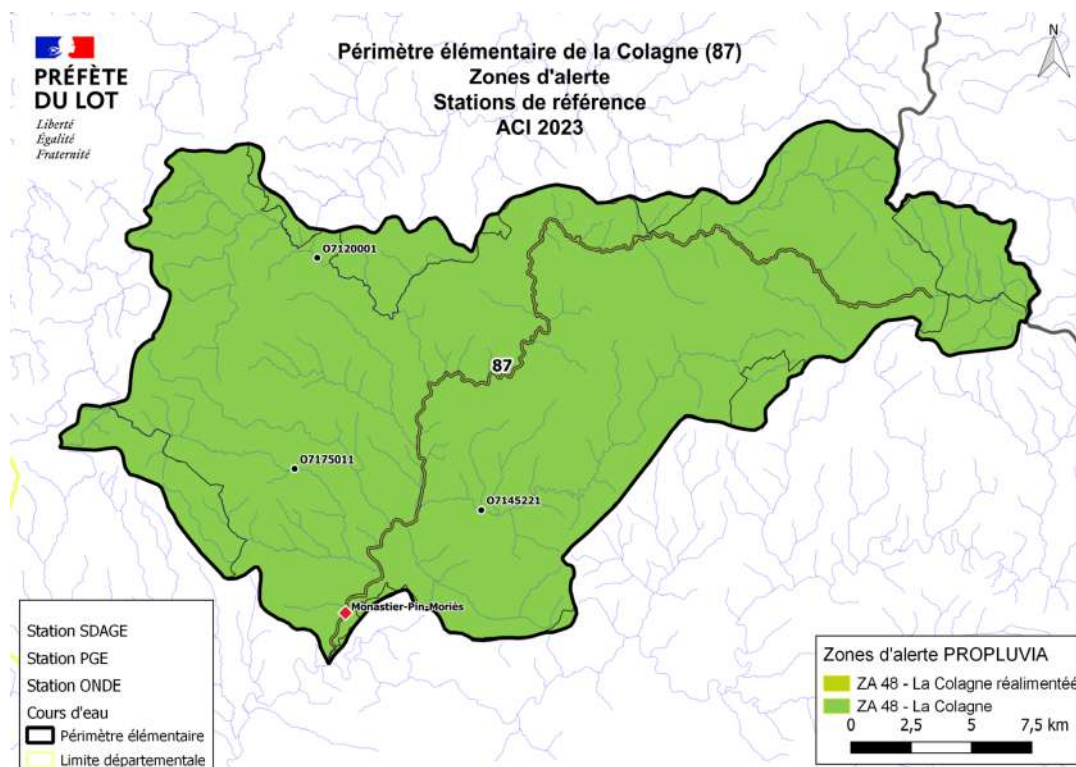 PRÉFÈTE
DU LOT
Liberté
Égalité
Fraternité
Périmètre élémentaire de la Colagne (87)
Zones d'alerte
Stations de référence
ACI 2023
N
O7120001
87
O7175011
O7145221
Monastier-Pin-Moriès
Station SDAGE
Station PGE
Station ONDE
Cours d'eau
Périmètre élémentaire
Limite départementale
Zones d'alerte PROPLUVIA
ZA 48 - La Colagne réalimentéé
ZA 48 - La Colagne
0 2,5 5 7,5 km